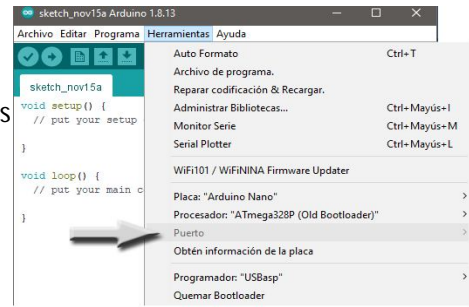 sketch_nov15a Arduino 1.8.13
Archivo Editar Programa Herramientas Ayuda
sketch_nov15a
S
void setup() {
// put your setup
}
void loop() {
// put your main c
}
Auto Formato Ctrl+T
Archivo de programa.
Reparar codificación & Recargar.
Administrar Bibliotecas... Ctrl+Mayús+I
Monitor Serie Ctrl+Mayús+M
Serial Plotter Ctrl+Mayús+L
WiFi101 / WiFiNINA Firmware Updater
Placa: "Arduino Nano"
Procesador: "ATmega328P (Old Bootloader)"
Puerto
Obtén información de la placa
Programador: "USBasp"
Quemar Bootloader